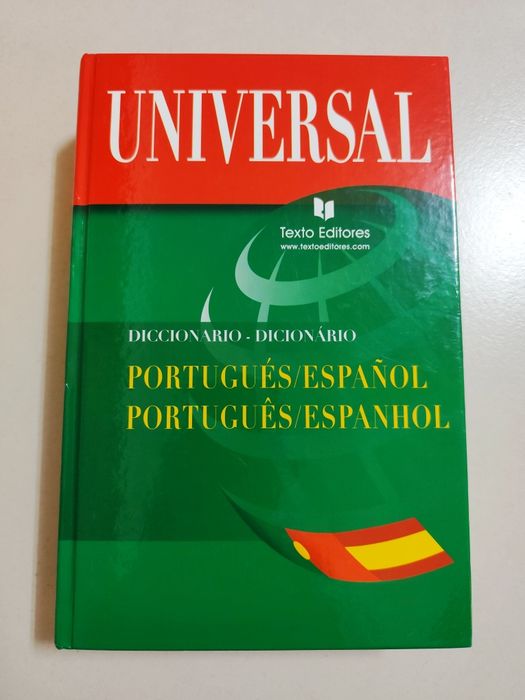 UNIVERSAL
Texto Editores
www.textoeditores.com
DICCIONARIO - DICIONÁRIO
PORTUGUÉS/ESPAÑOL
PORTUGUÊS/ESPANHOL